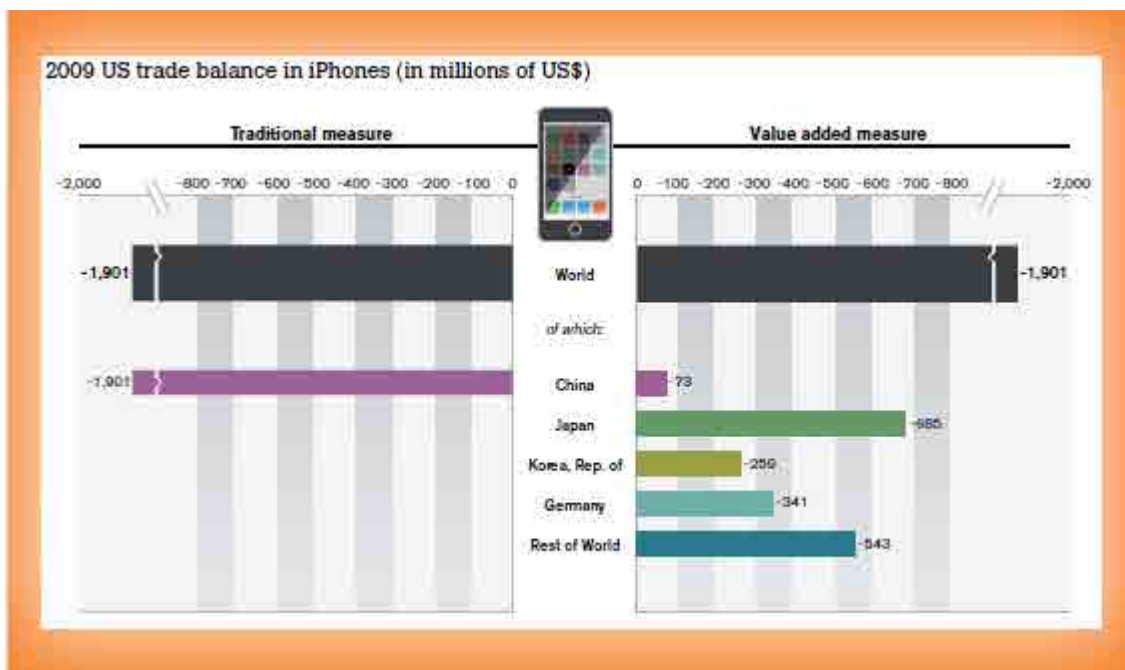 2009 US trade balance in iPhones (in millions of US$)
Traditional measure
Value added measure
-2,000 -800 -700 -600 -500 -400 -300 -200 -100 0
0 -100 -200 -300 -400 -500 -600 -700 -800 -2,000
-1,901 World -1,901
of which:
-1,901 China -73
Japan -685
Korea, Rep. of -259
Germany -341
Rest of World -543